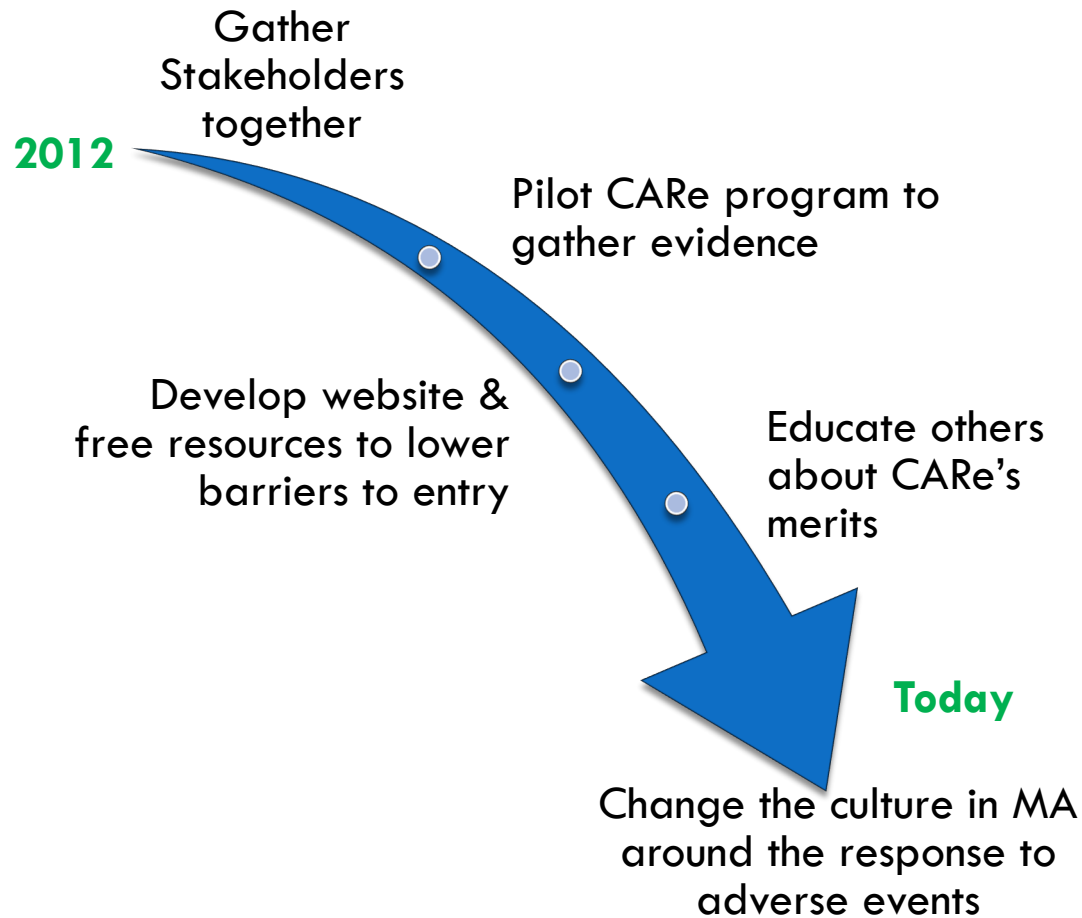 Gather
Stakeholders
together
2012
Pilot CARe program to
gather evidence
Develop website &
free resources to lower
barriers to entry
Educate others
about CARe’s
merits
Today
Change the culture in MA
around the response to
adverse events